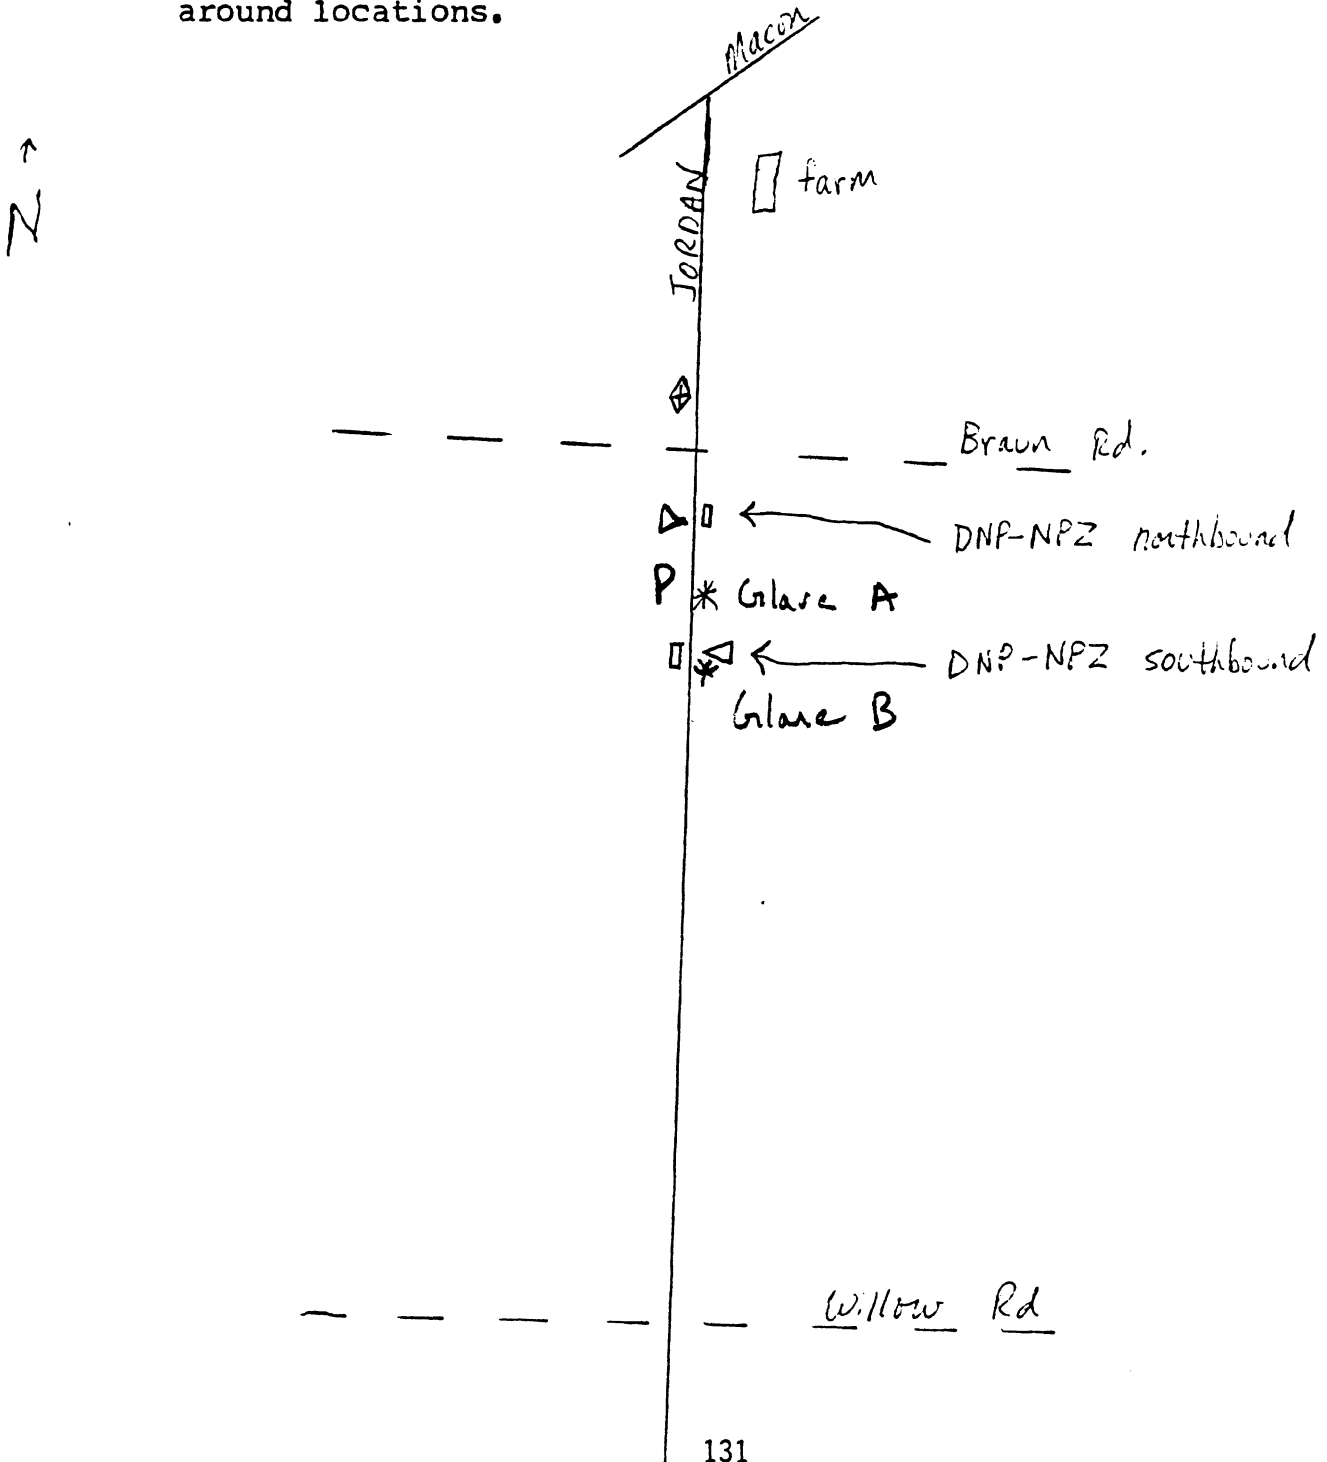 around locations.
Macon
N
farm
JORDAN
Braun Rd.
DNP-NPZ northbound
P
Glare A
DNP-NPZ southbound
Glare B
Willow Rd
131